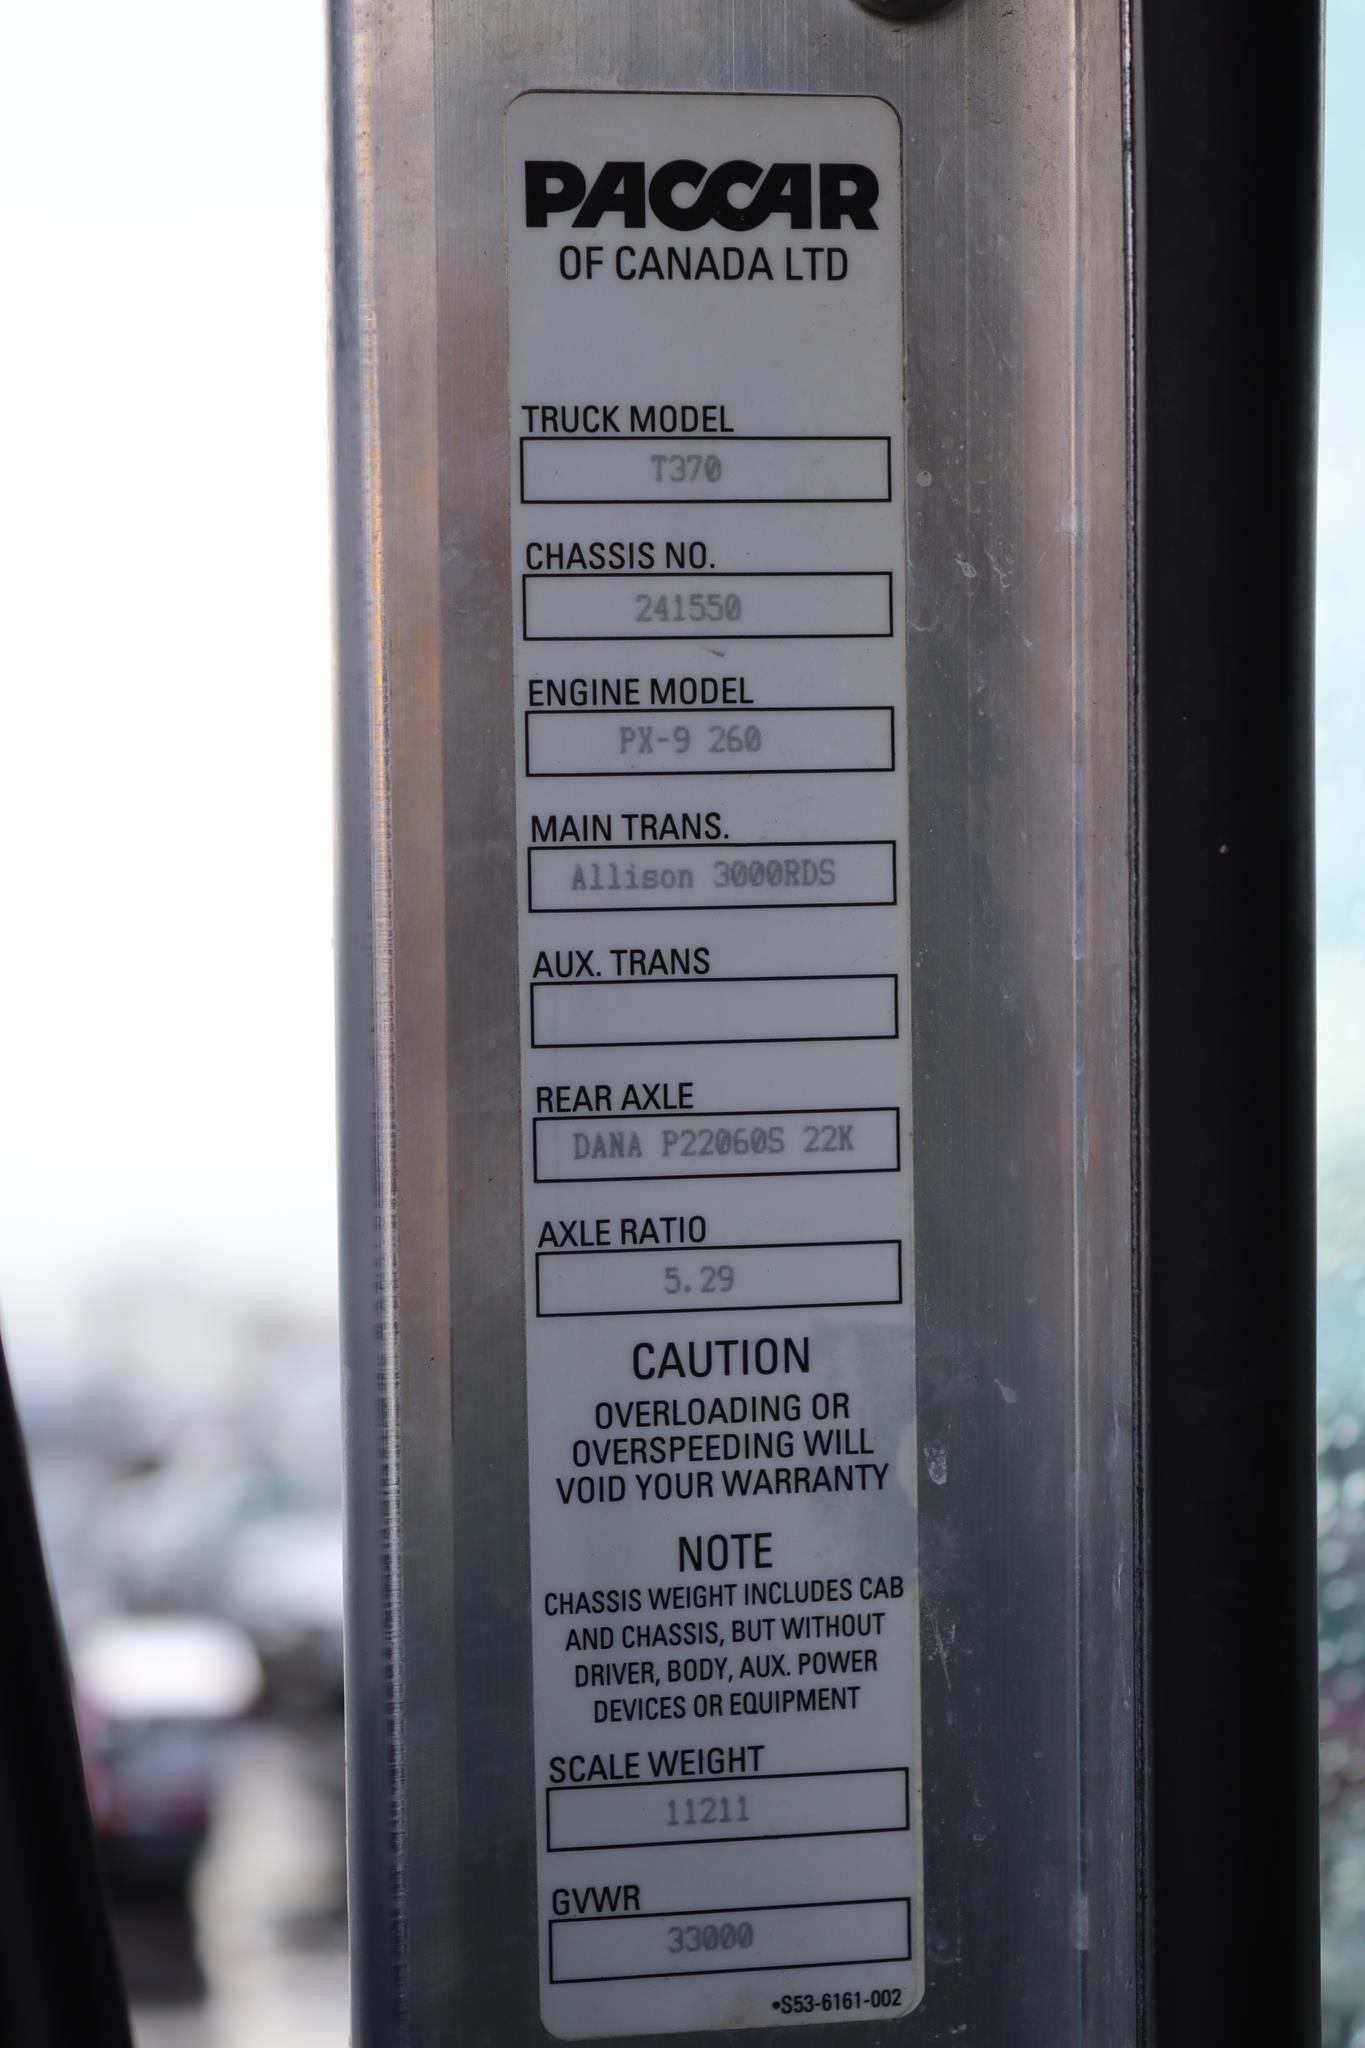 PACCAR
OF CANADA LTD
TRUCK MODEL
T370
CHASSIS NO.
241550
ENGINE MODEL
PX-9 260
MAIN TRANS.
Allison 3000RDS
AUX. TRANS
REAR AXLE
DANA P22060S 22K
AXLE RATIO
5.29
CAUTION
OVERLOADING OR
OVERSPEEDING WILL
VOID YOUR WARRANTY
NOTE
CHASSIS WEIGHT INCLUDES CAB
AND CHASSIS, BUT WITHOUT
DRIVER, BODY, AUX. POWER
DEVICES OR EQUIPMENT
SCALE WEIGHT
11211
GVWR
33000
•S53-6161-002